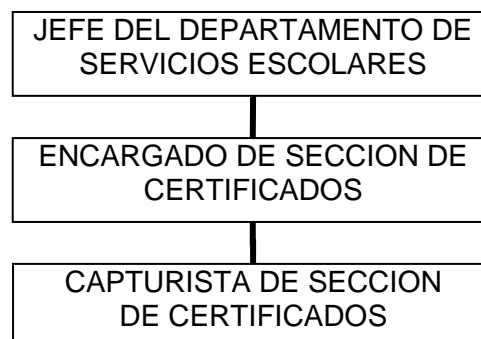 JEFE DEL DEPARTAMENTO DE
SERVICIOS ESCOLARES
ENCARGADO DE SECCION DE
CERTIFICADOS
CAPTURISTA DE SECCION
DE CERTIFICADOS